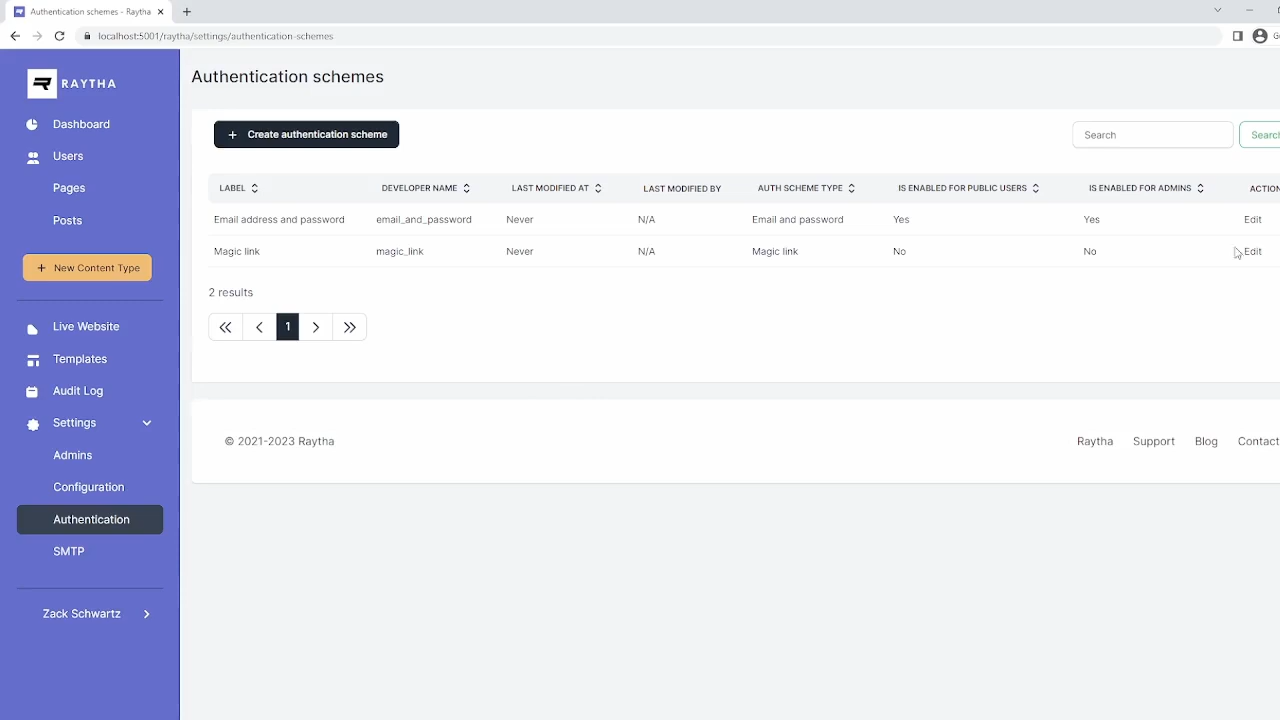 Authentication schemes - Raytha
localhost:5001/raytha/settings/authentication-schemes
RAYTHA
Dashboard
Users
Pages
Posts
+ New Content Type
Live Website
Templates
Audit Log
Settings
Admins
Configuration
Authentication
SMTP
Zack Schwartz
Authentication schemes
+ Create authentication scheme
Search
Search
LABEL DEVELOPER NAME LAST MODIFIED AT LAST MODIFIED BY AUTH SCHEME TYPE IS ENABLED FOR PUBLIC USERS IS ENABLED FOR ADMINS ACTION
Email address and password email_and_password Never N/A Email and password Yes Yes Edit
Magic link magic_link Never N/A Magic link No No Edit
2 results
1
© 2021-2023 Raytha
Raytha Support Blog Contact